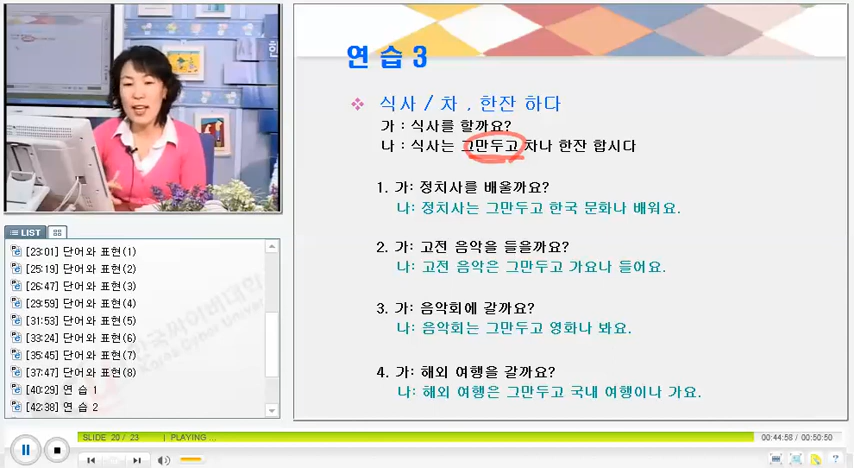 연 습 3
❖ 식사 / 차 , 한잔 하다
가 : 식사를 할까요?
나 : 식사는 그만두고 차나 한잔 합시다
1. 가: 정치사를 배울까요?
나: 정치사는 그만두고 한국 문화나 배워요.
2. 가: 고전 음악을 들을까요?
나: 고전 음악은 그만두고 가요나 들어요.
3. 가: 음악회에 갈까요?
나: 음악회는 그만두고 영화나 봐요.
4. 가: 해외 여행을 갈까요?
나: 해외 여행은 그만두고 국내 여행이나 가요.
LIST
[23:01] 단어와 표현(1)
[25:19] 단어와 표현(2)
[26:47] 단어와 표현(3)
[29:59] 단어와 표현(4)
[31:53] 단어와 표현(5)
[33:24] 단어와 표현(6)
[35:45] 단어와 표현(7)
[37:47] 단어와 표현(8)
[40:29] 연 습 1
[42:38] 연 습 2
SLIDE 20 / 23 | PLAYING ...
00:44:58 / 00:50:50